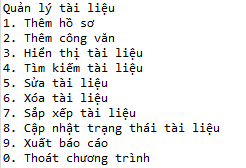 Quản lý tài liệu
1. Thêm hồ sơ
2. Thêm công văn
3. Hiển thị tài liệu
4. Tìm kiếm tài liệu
5. Sửa tài liệu
6. Xóa tài liệu
7. Sắp xếp tài liệu
8. Cập nhật trạng thái tài liệu
9. Xuất báo cáo
0. Thoát chương trình